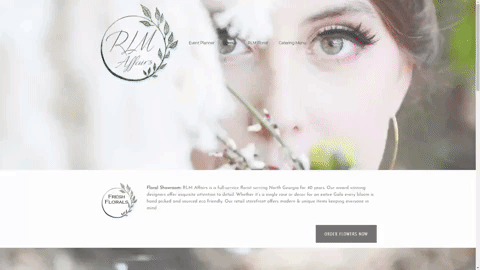 RLM
Affairs
Event Planner
RLM Floral
Catering Menu
FRESH
FLORALS
Floral Showroom: RLM Affairs is a full-service florist serving North Georgia for 40 years. Our award winning
designers offer exquisite attention to detail. Whether it's a single rose or decor for an entire Gala every bloom is
hand picked and sourced eco friendly. Our retail storefront offers modern & unique items keeping everyone in
mind.
ORDER FLOWERS NOW